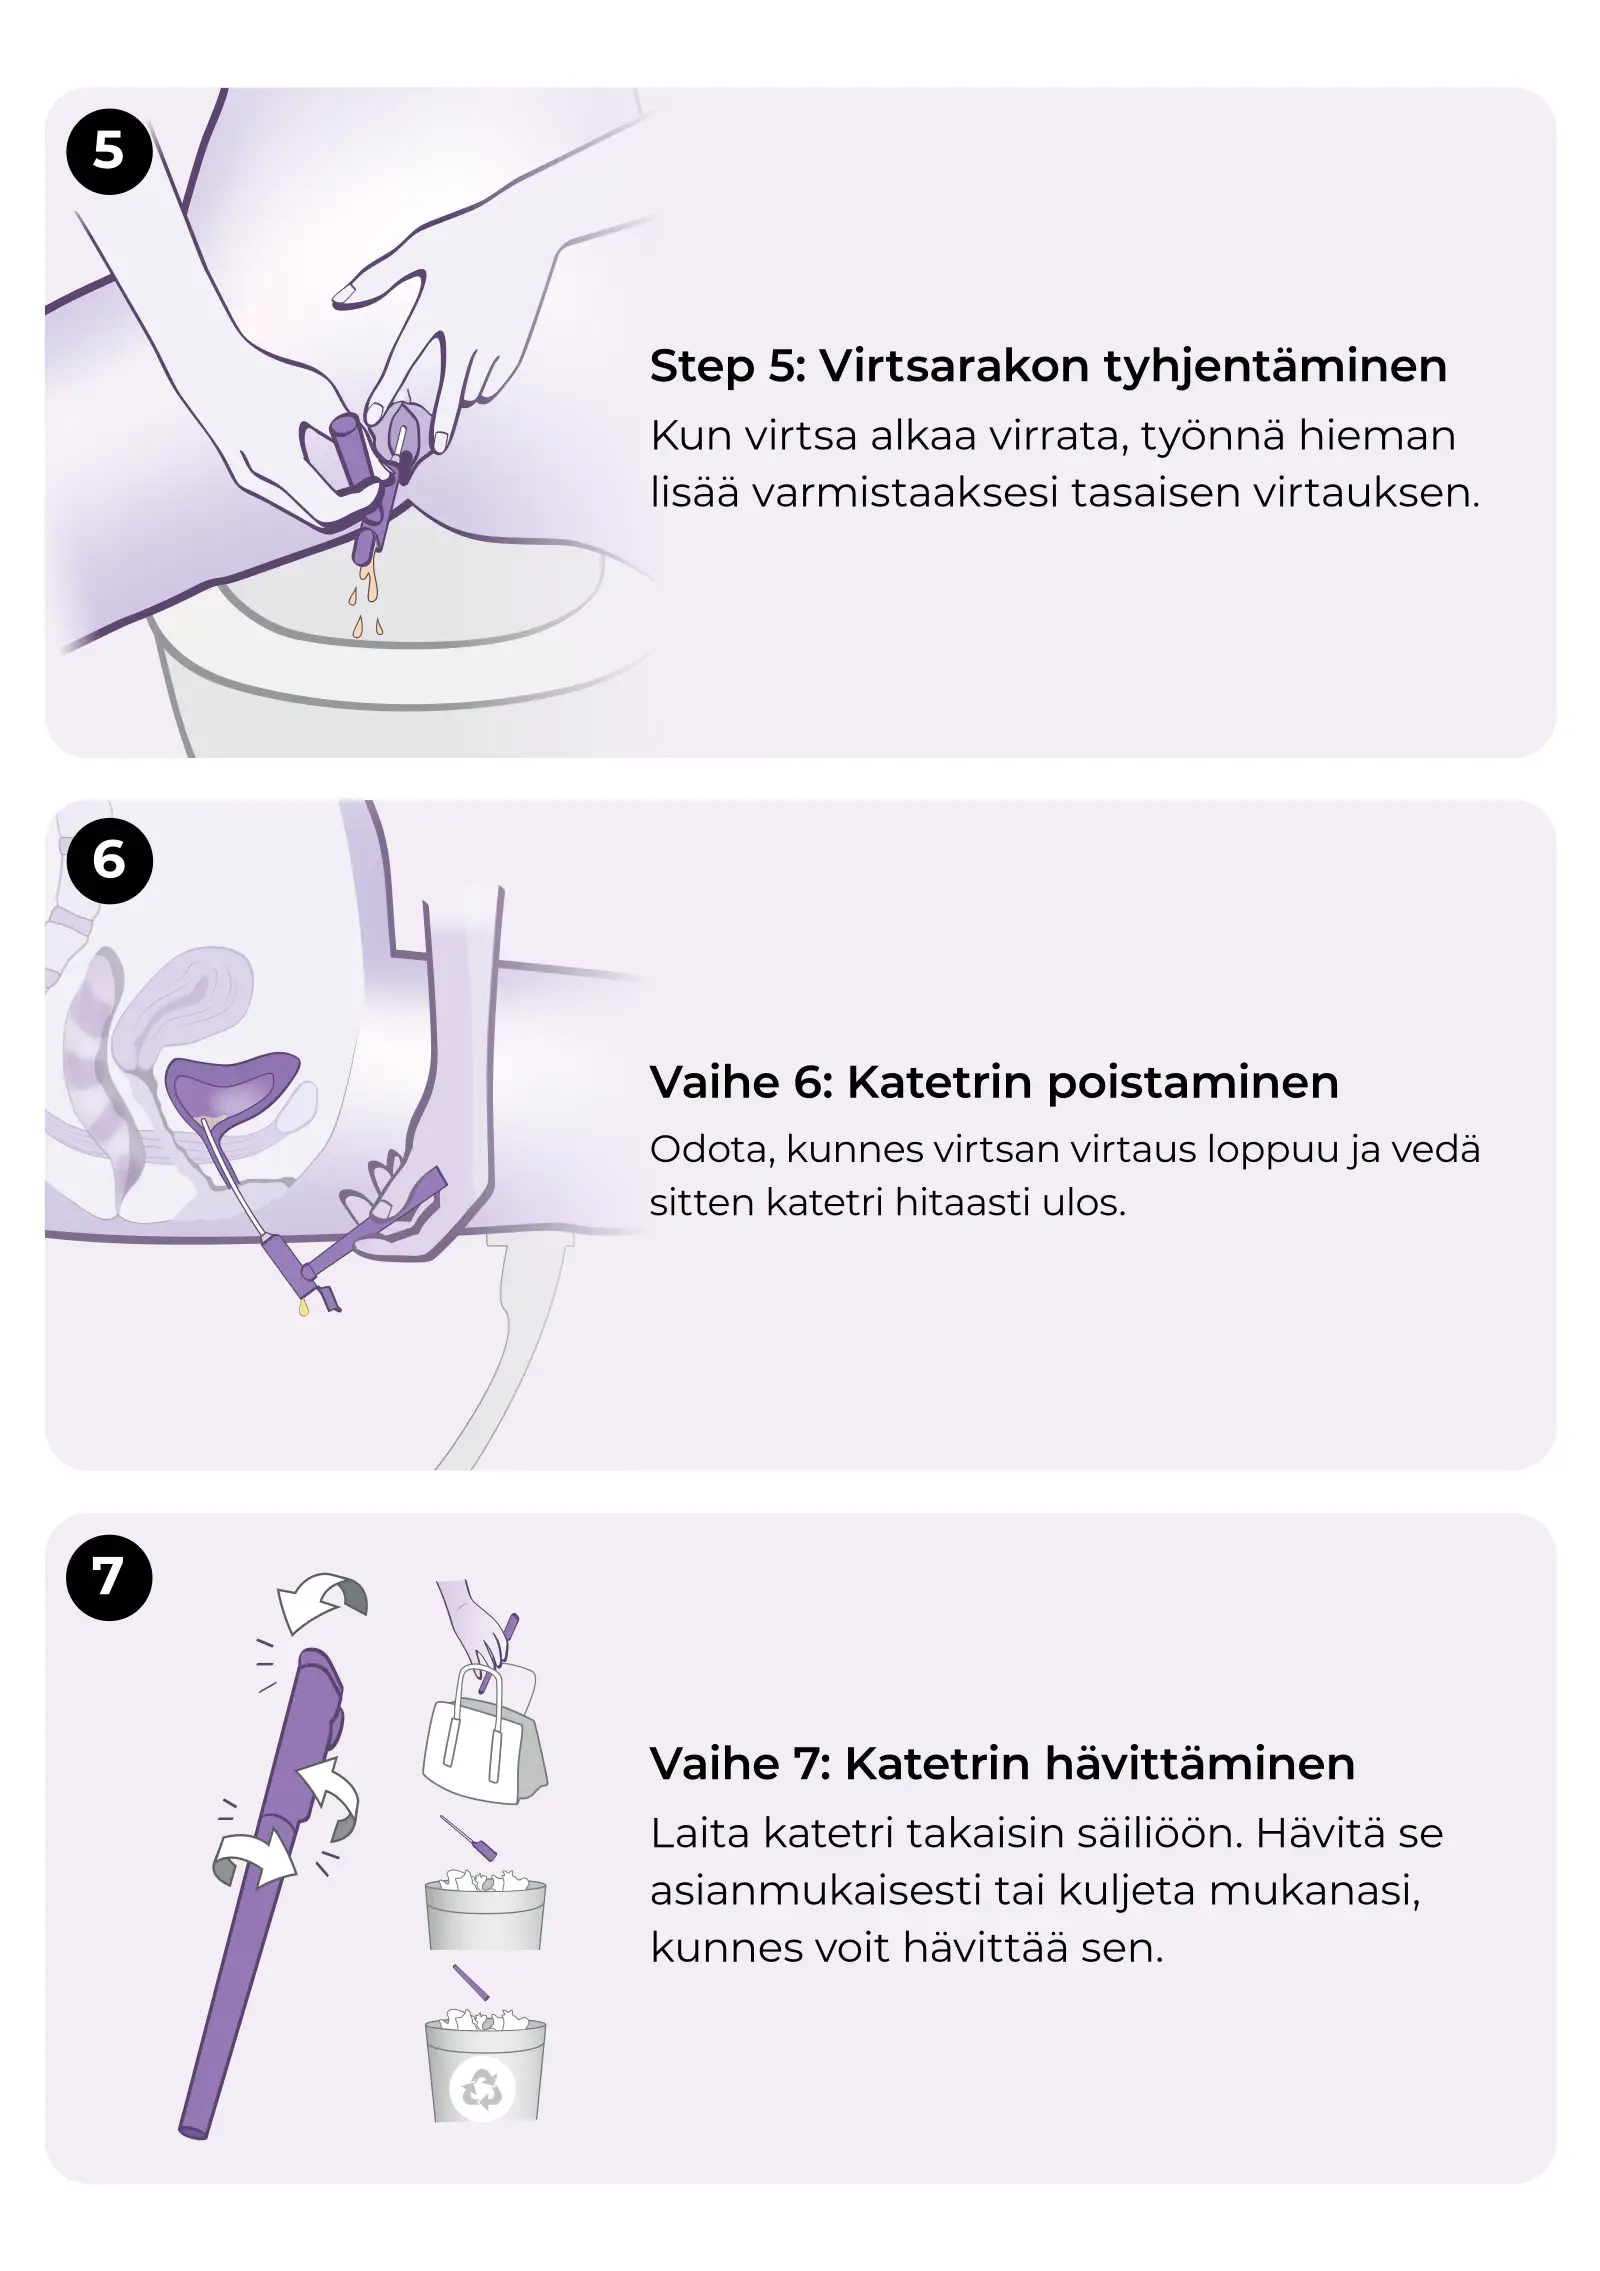 5
Step 5: Virtsarakon tyhjentäminen
Kun virtsa alkaa virrata, työnnä hieman
lisää varmistaaksesi tasaisen virtauksen.
6
Vaihe 6: Katetrin poistaminen
Odota, kunnes virtsan virtaus loppuu ja vedä
sitten katetri hitaasti ulos.
7
Vaihe 7: Katetrin hävittäminen
Laita katetri takaisin säiliöön. Hävitä se
asianmukaisesti tai kuljeta mukanasi,
kunnes voit hävittää sen.